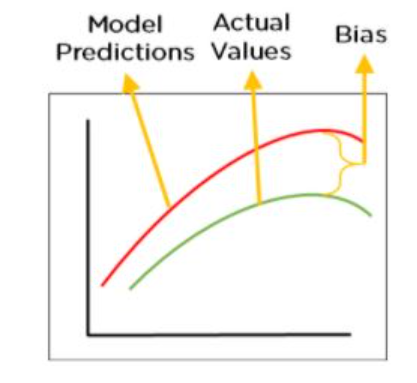 Model
Predictions
Actual
Values
Bias